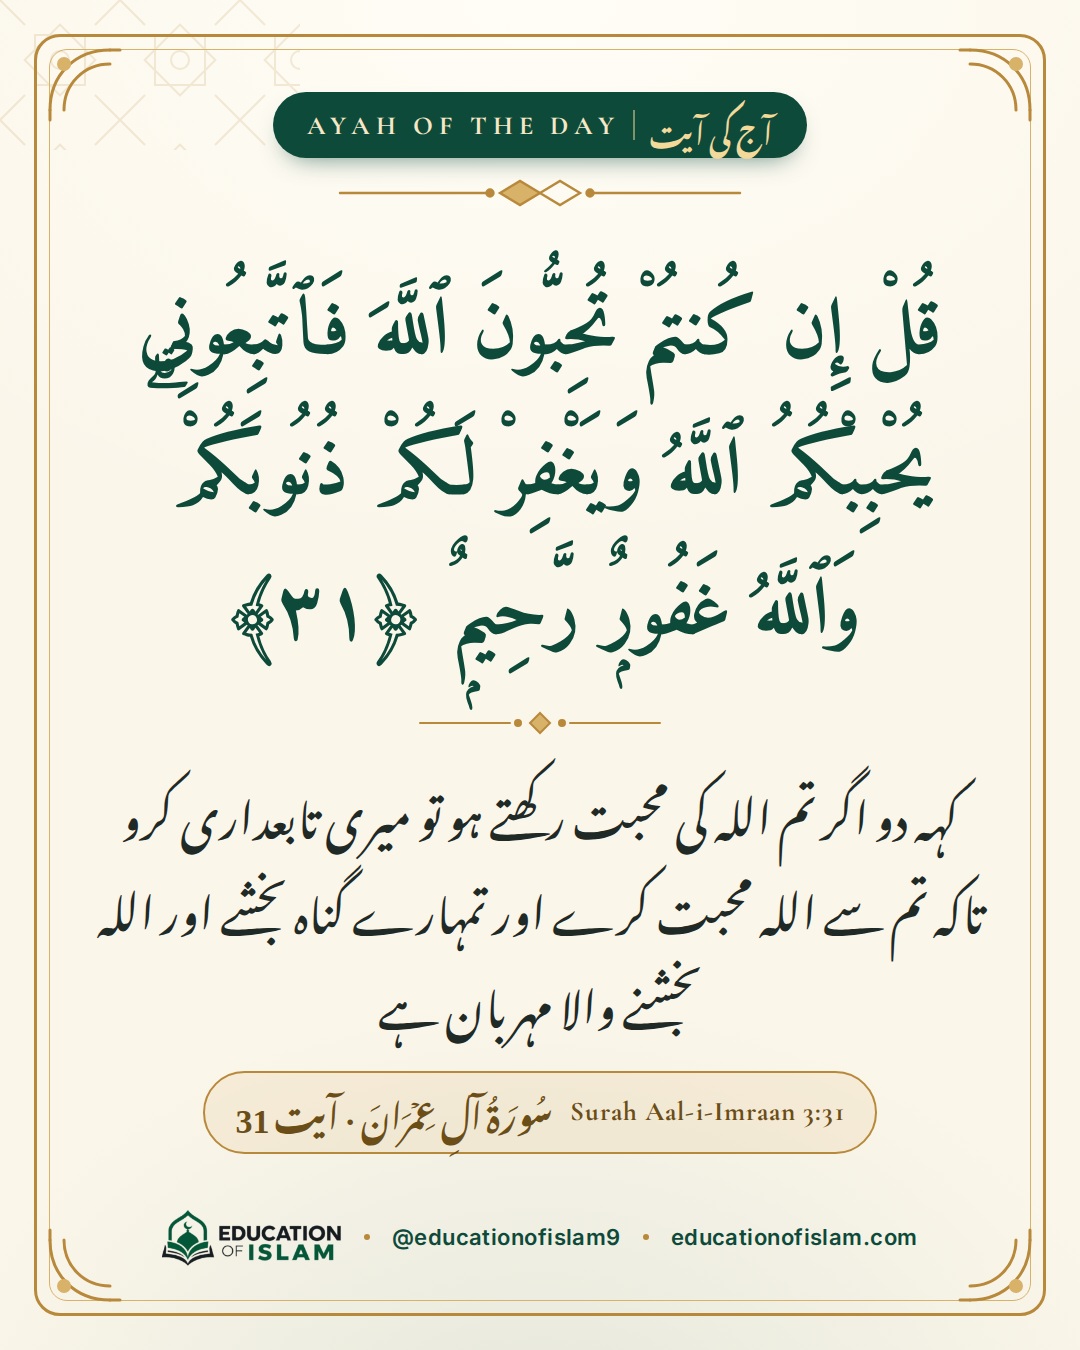 AYAH OF THE DAY | آج کی آیت
قُلْ إِن كُنتُمْ تُحِبُّونَ ٱللَّهَ فَٱتَّبِعُونِى
يُحْبِبْكُمُ ٱللَّهُ وَيَغْفِرْ لَكُمْ ذُنُوبَكُمْ ۗ
وَٱللَّهُ غَفُورٌ رَّحِيمٌ ﴿٣١﴾
کہہ دو اگر تم اللہ کی محبت رکھتے ہو تو میری تابعداری کرو
تاکہ تم سے اللہ محبت کرے اور تمہارے گناہ بخشے اور اللہ
بخشنے والا مہربان ہے
سُوْرَةُ آلِ عِمْرَانَ · آیت 31 Surah Aal-i-Imraan 3:31
EDUCATION OF ISLAM • @educationofislam9 • educationofislam.com